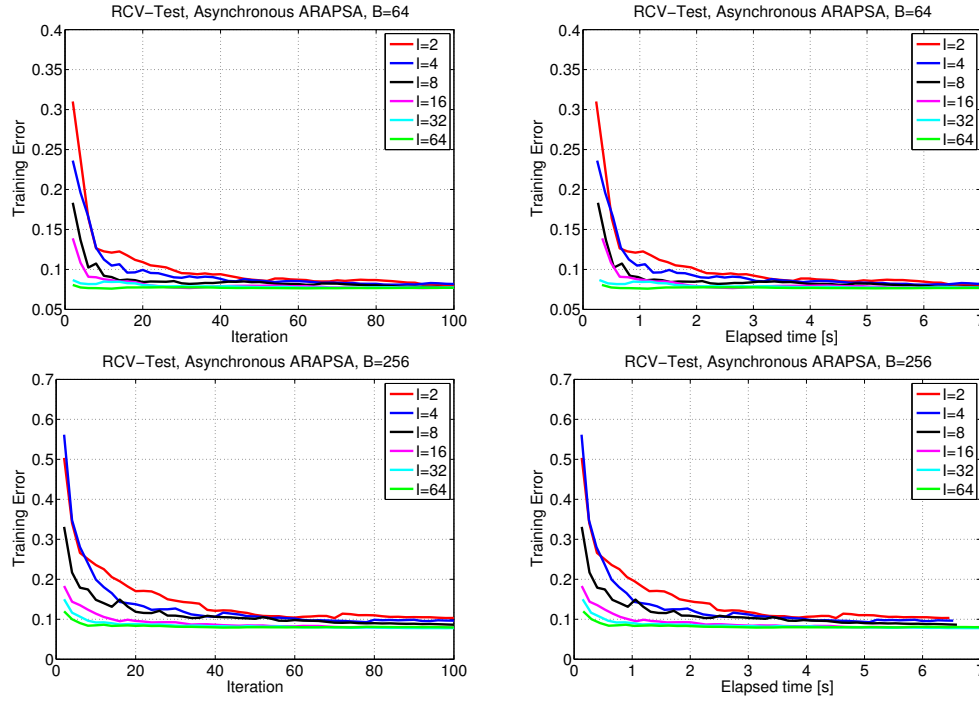 RCV-Test, Asynchronous ARAPSA, B=64
0.4
0.35
0.3
0.25
0.2
0.15
0.1
0.05
Training Error
0 20 40 60 80 100
Iteration
l=2
l=4
l=8
l=16
l=32
l=64
RCV-Test, Asynchronous ARAPSA, B=64
0.4
0.35
0.3
0.25
0.2
0.15
0.1
0.05
Training Error
0 1 2 3 4 5 6 7
Elapsed time [s]
l=2
l=4
l=8
l=16
l=32
l=64
RCV-Test, Asynchronous ARAPSA, B=256
0.7
0.6
0.5
0.4
0.3
0.2
0.1
0
Training Error
0 20 40 60 80 100
Iteration
l=2
l=4
l=8
l=16
l=32
l=64
RCV-Test, Asynchronous ARAPSA, B=256
0.7
0.6
0.5
0.4
0.3
0.2
0.1
0
Training Error
0 1 2 3 4 5 6 7
Elapsed time [s]
l=2
l=4
l=8
l=16
l=32
l=64